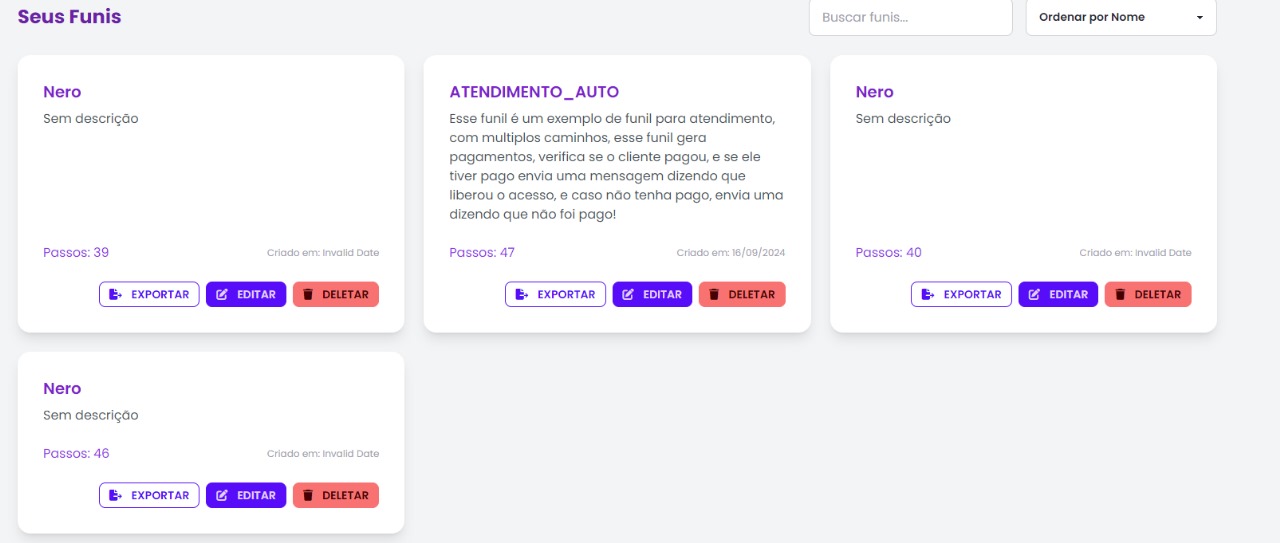 Seus Funis
Buscar funis...
Ordenar por Nome
Nero
Sem descrição
Passos: 39
Criado em: Invalid Date
EXPORTAR
EDITAR
DELETAR
ATENDIMENTO_AUTO
Esse funil é um exemplo de funil para atendimento,
com multiplos caminhos, esse funil gera
pagamentos, verifica se o cliente pagou, e se ele
tiver pago envia uma mensagem dizendo que
liberou o acesso, e caso não tenha pago, envia uma
dizendo que não foi pago!
Passos: 47
Criado em: 16/09/2024
EXPORTAR
EDITAR
DELETAR
Nero
Sem descrição
Passos: 40
Criado em: Invalid Date
EXPORTAR
EDITAR
DELETAR
Nero
Sem descrição
Passos: 46
Criado em: Invalid Date
EXPORTAR
EDITAR
DELETAR